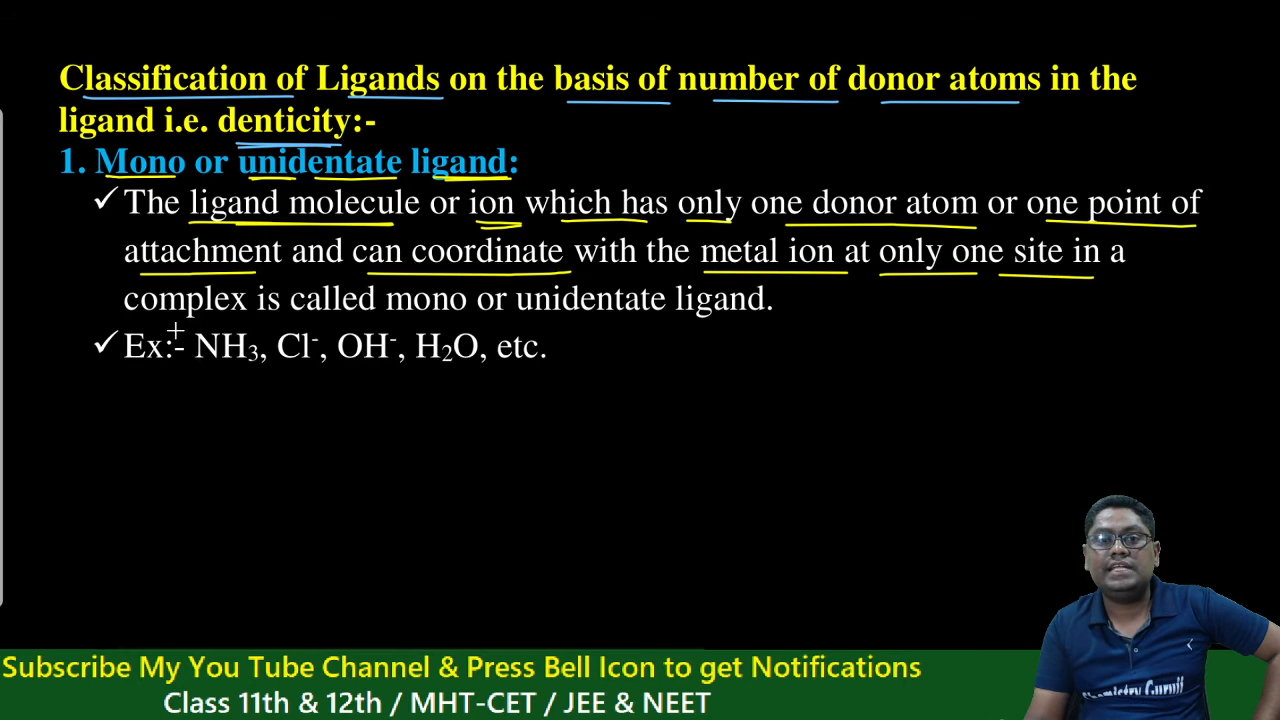 Classification of Ligands on the basis of number of donor atoms in the
ligand i.e. denticity:-
1. Mono or unidentate ligand:
✓ The ligand molecule or ion which has only one donor atom or one point of
attachment and can coordinate with the metal ion at only one site in a
complex is called mono or unidentate ligand.
✓ Ex:- NH₃, Cl⁻, OH⁻, H₂O, etc.
Chemistry Guruji
Subscribe My You Tube Channel & Press Bell Icon to get Notifications
Class 11th & 12th / MHT-CET / JEE & NEET